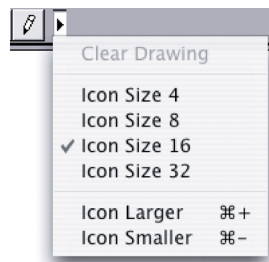 Clear Drawing
Icon Size 4
Icon Size 8
✓ Icon Size 16
Icon Size 32
Icon Larger ⌘+
Icon Smaller ⌘-